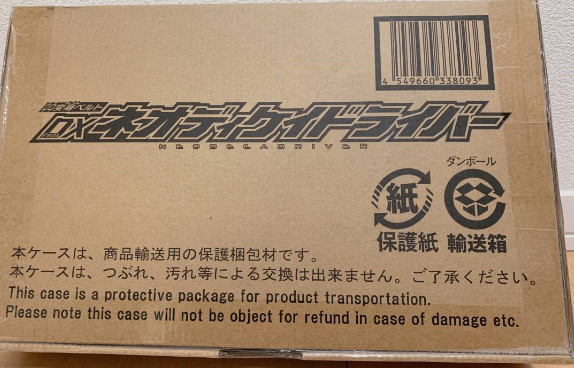 4 549660 338093
変身ベルト
DXネオディケイドライバー
NEODECADRIVER
ダンボール
紙
保護紙 輸送箱
本ケースは、商品輸送用の保護梱包材です。
本ケースは、つぶれ、汚れ等による交換は出来ません。ご了承ください。
This case is a protective package for product transportation.
Please note this case will not be object for refund in case of damage etc.